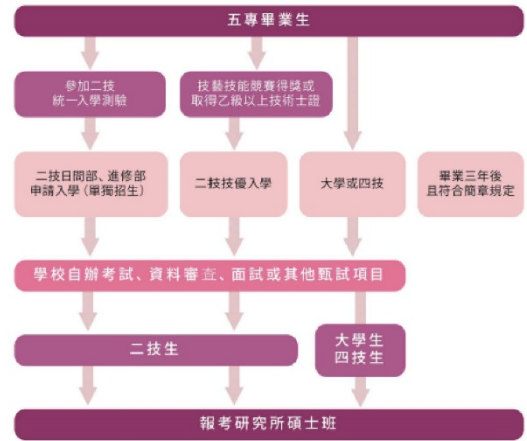 五專畢業生
參加二技
統一入學測驗
技藝技能競賽得獎或
取得乙級以上技術士證
二技日間部、進修部
申請入學(單獨招生)
二技技優入學
大學或四技
畢業三年後
且符合簡章規定
學校自辦考試、資料審查、面試或其他甄試項目
二技生
大學生
四技生
報考研究所碩士班